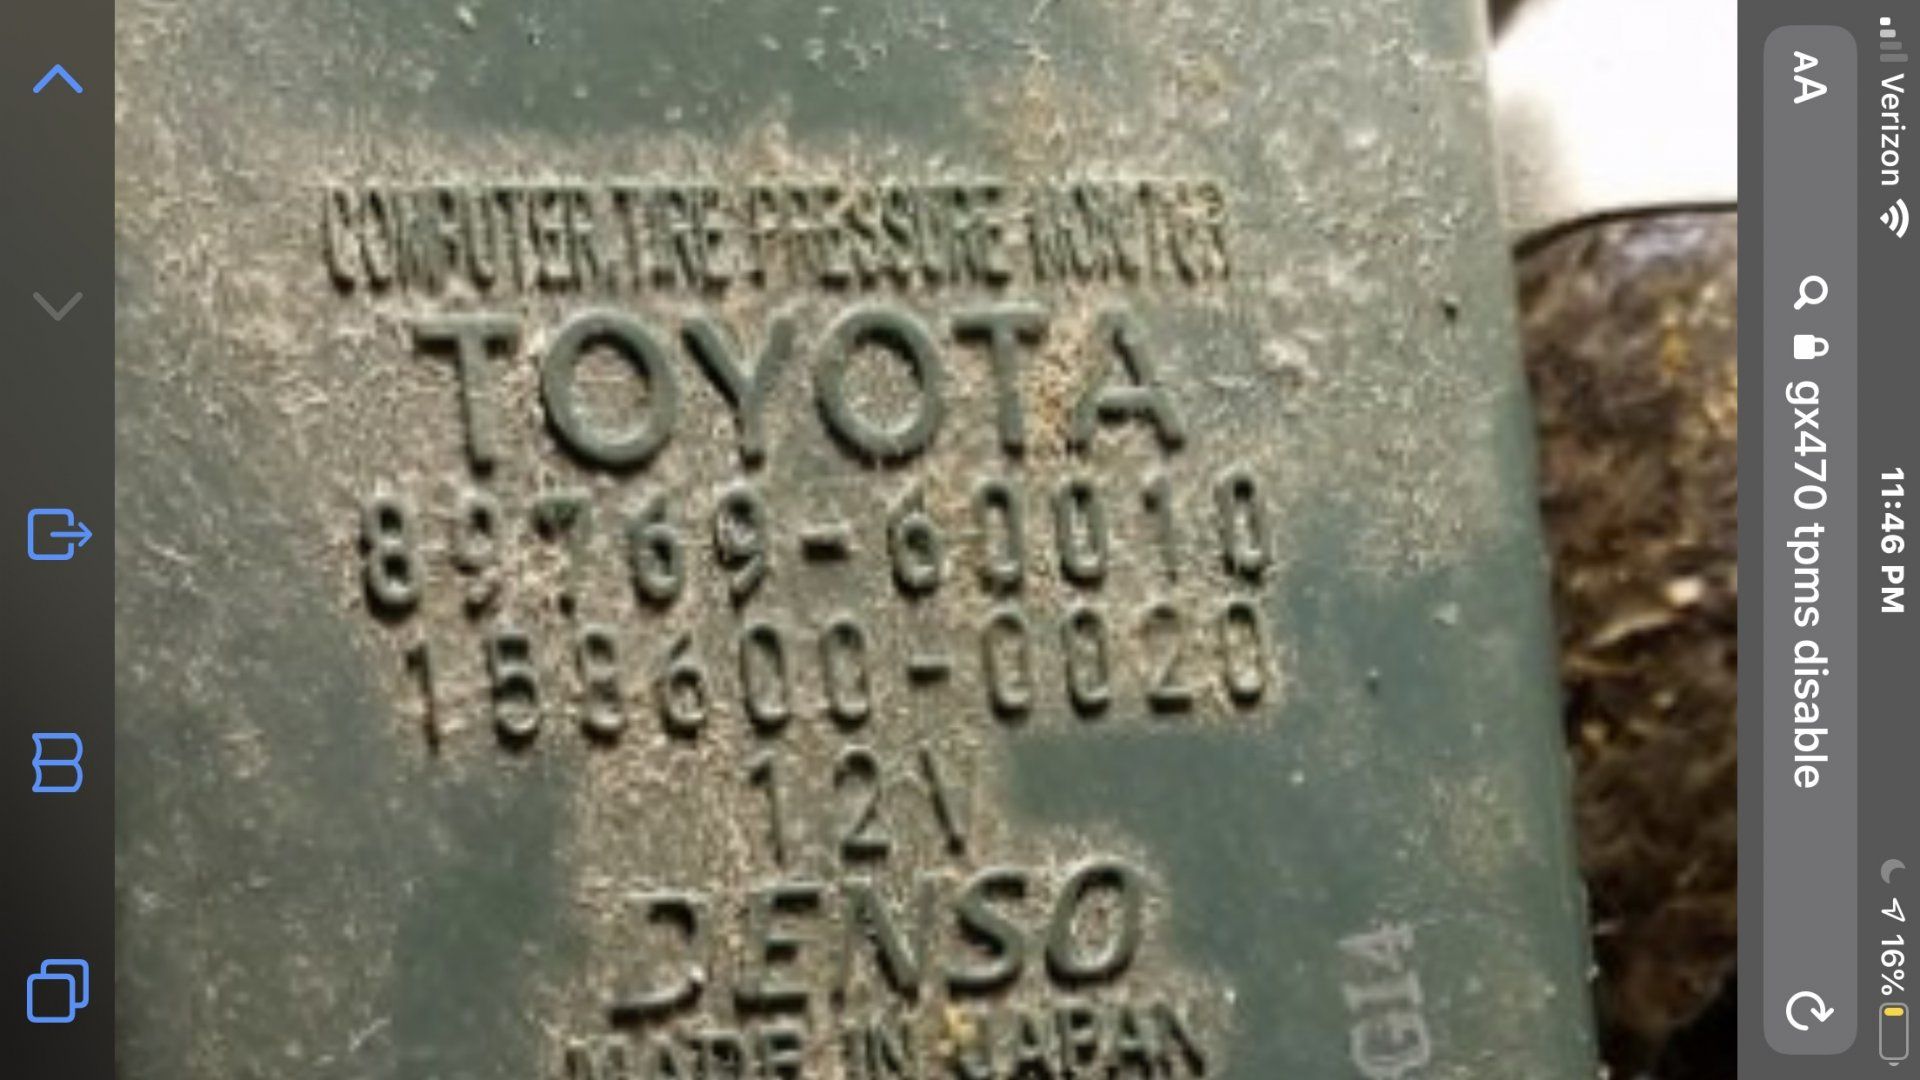 Verizon 11:46 PM 16%
AA gx470 tpms disable
COMPUTER, TIRE PRESSURE MONITOR
TOYOTA
89769-60010
158600-0020
12V
DENSO
MADE IN JAPAN
G14